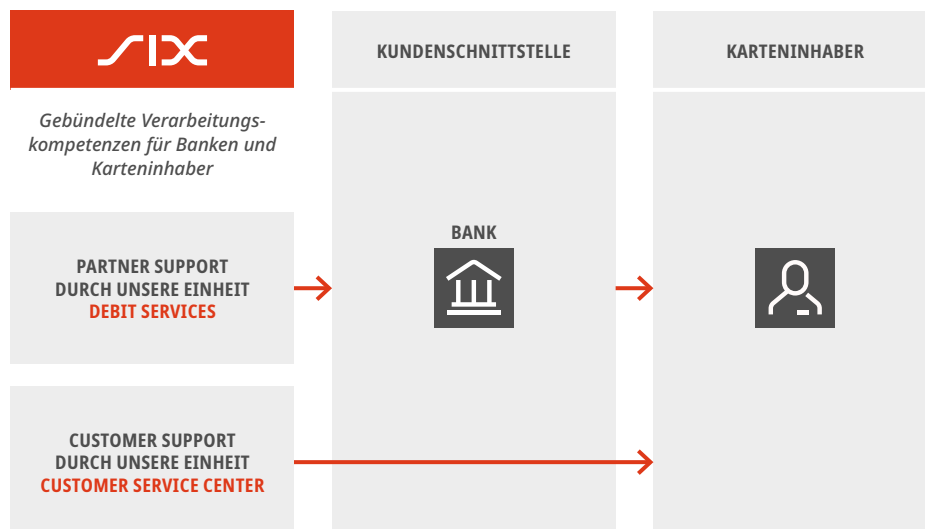 SIX
Gebündelte Verarbeitungs-
kompetenzen für Banken und
Karteninhaber
PARTNER SUPPORT
DURCH UNSERE EINHEIT
DEBIT SERVICES
CUSTOMER SUPPORT
DURCH UNSERE EINHEIT
CUSTOMER SERVICE CENTER
KUNDENSCHNITTSTELLE
BANK
KARTENINHABER